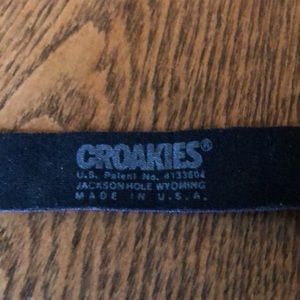 CROAKIES®
U.S. Patent No. 4133604
JACKSON HOLE WYOMING
MADE IN U.S.A.